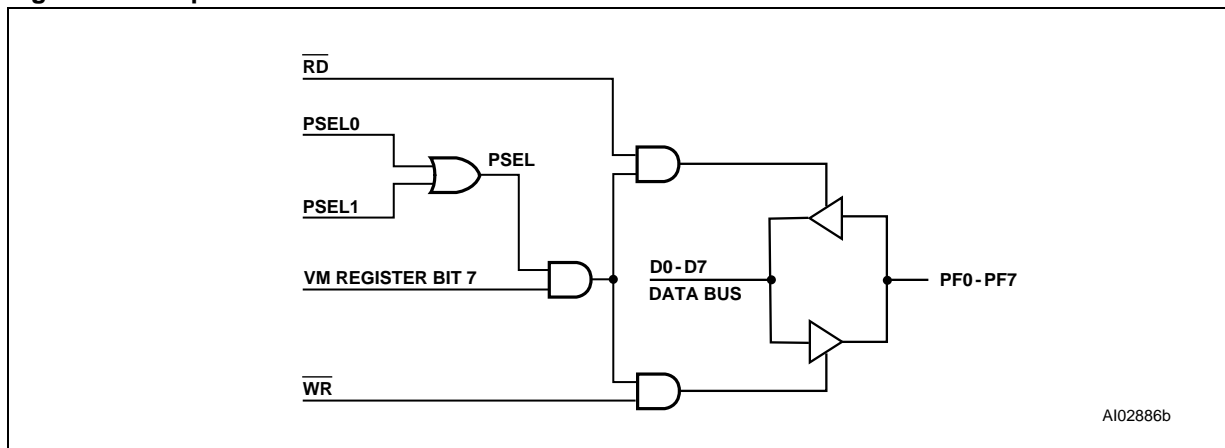 RD
PSEL0
PSEL
PSEL1
VM REGISTER BIT 7
D0-D7
DATA BUS
PF0-PF7
WR
AI02886b